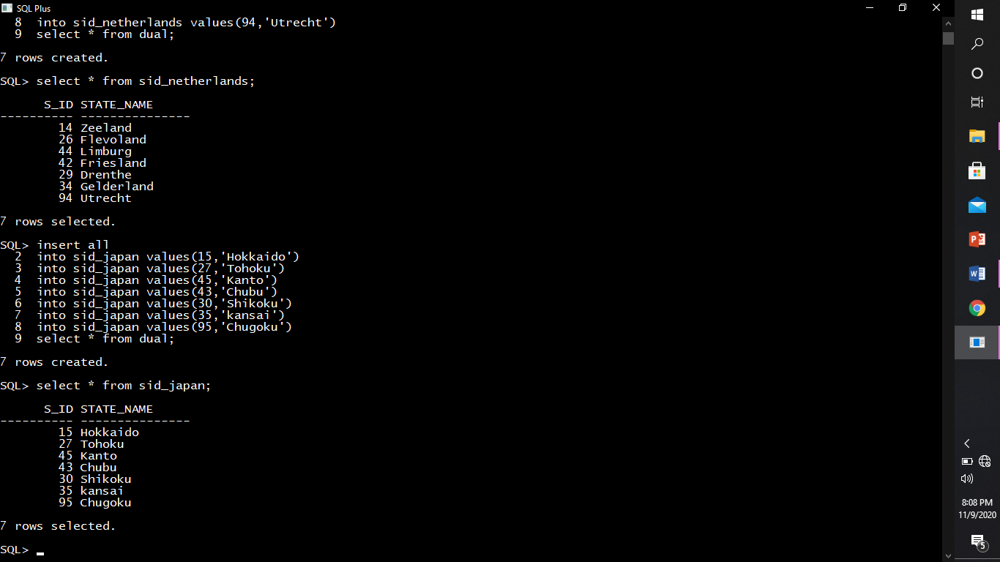 SQL Plus
  8  into sid_netherlands values(94,'Utrecht')
  9  select * from dual;
7 rows created.
SQL> select * from sid_netherlands;
      S_ID STATE_NAME
---------- ---------------
        14 Zeeland
        26 Flevoland
        44 Limburg
        42 Friesland
        29 Drenthe
        34 Gelderland
        94 Utrecht
7 rows selected.
SQL> insert all
  2  into sid_japan values(15,'Hokkaido')
  3  into sid_japan values(27,'Tohoku')
  4  into sid_japan values(45,'Kanto')
  5  into sid_japan values(43,'Chubu')
  6  into sid_japan values(30,'Shikoku')
  7  into sid_japan values(35,'kansai')
  8  into sid_japan values(95,'Chugoku')
  9  select * from dual;
7 rows created.
SQL> select * from sid_japan;
      S_ID STATE_NAME
---------- ---------------
        15 Hokkaido
        27 Tohoku
        45 Kanto
        43 Chubu
        30 Shikoku
        35 kansai
        95 Chugoku
7 rows selected.
SQL> _
8:08 PM
11/9/2020
5